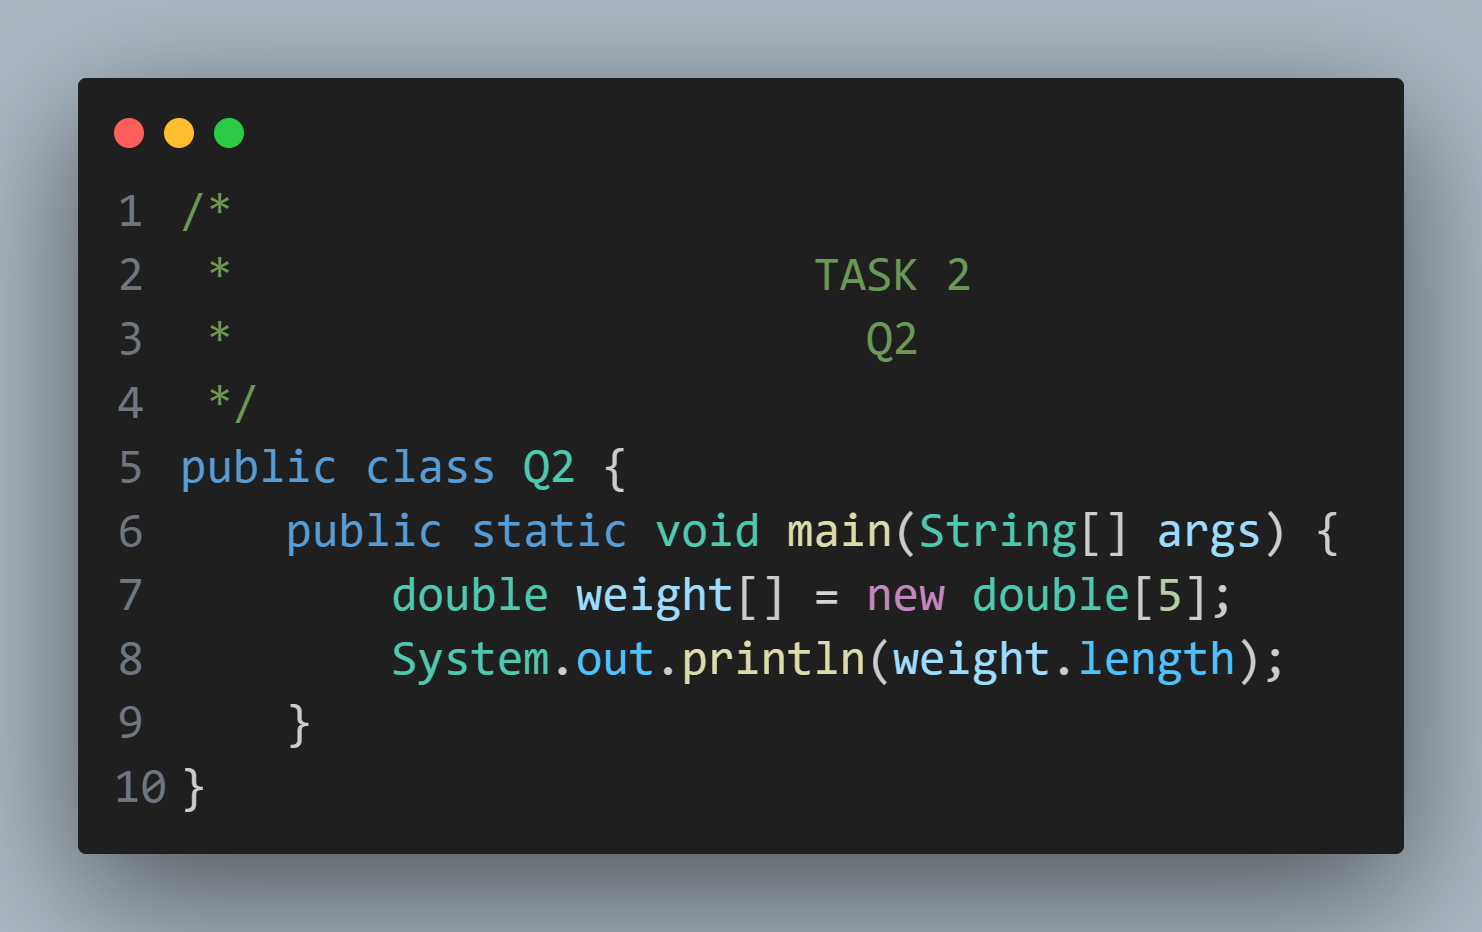 1 /*
2  *                       TASK 2
3  *                         Q2
4  */
5 public class Q2 {
6     public static void main(String[] args) {
7         double weight[] = new double[5];
8         System.out.println(weight.length);
9     }
10 }